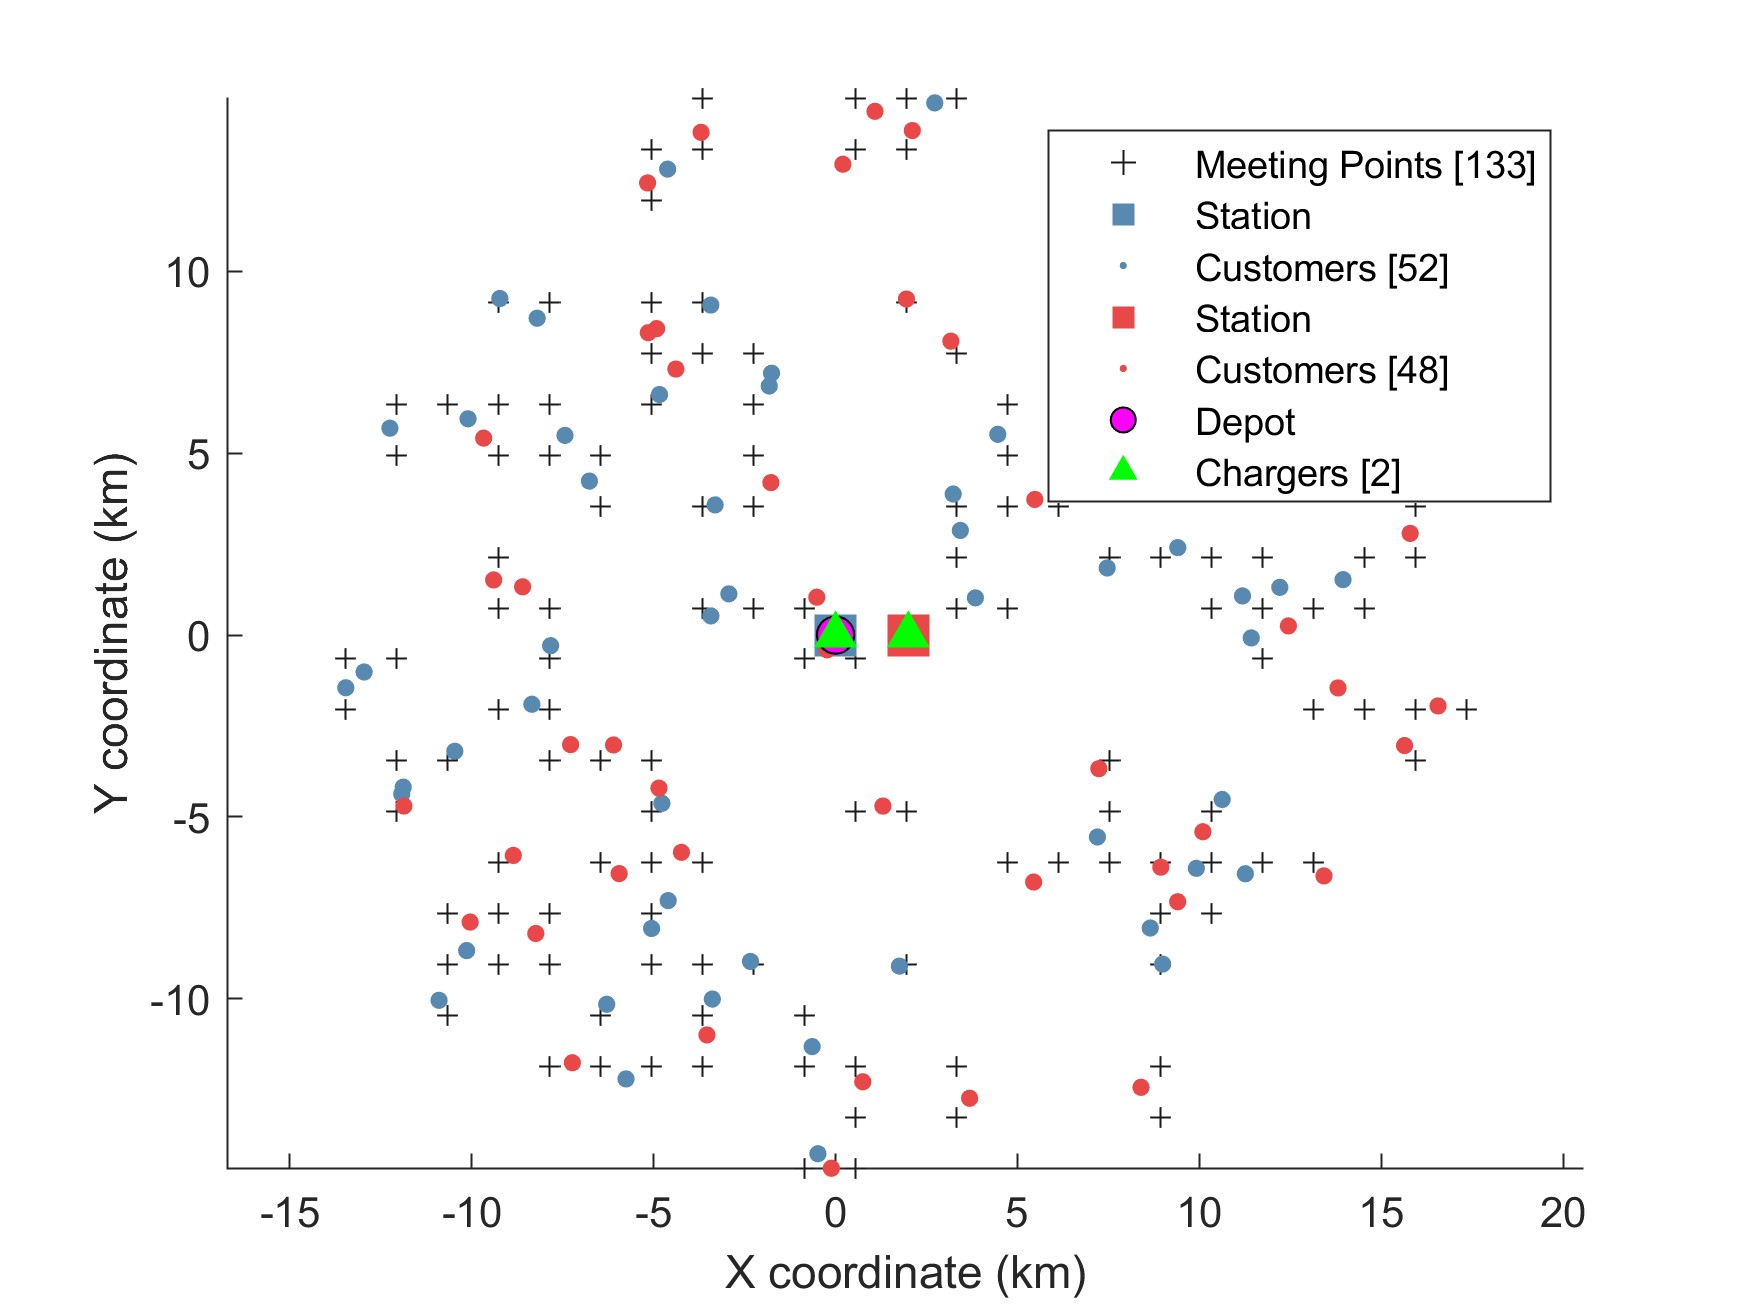 Meeting Points [133]
Station
Customers [52]
Station
Customers [48]
Depot
Chargers [2]
10
5
0
-5
-10
Y coordinate (km)
-15 -10 -5 0 5 10 15 20
X coordinate (km)